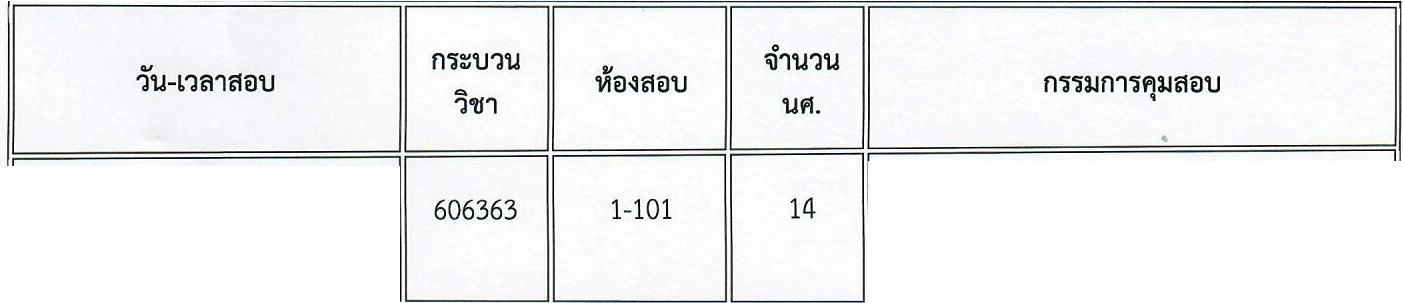 วัน-เวลาสอบ
กระบวน
วิชา
ห้องสอบ
จำนวน
นศ.
กรรมการคุมสอบ
606363
1-101
14